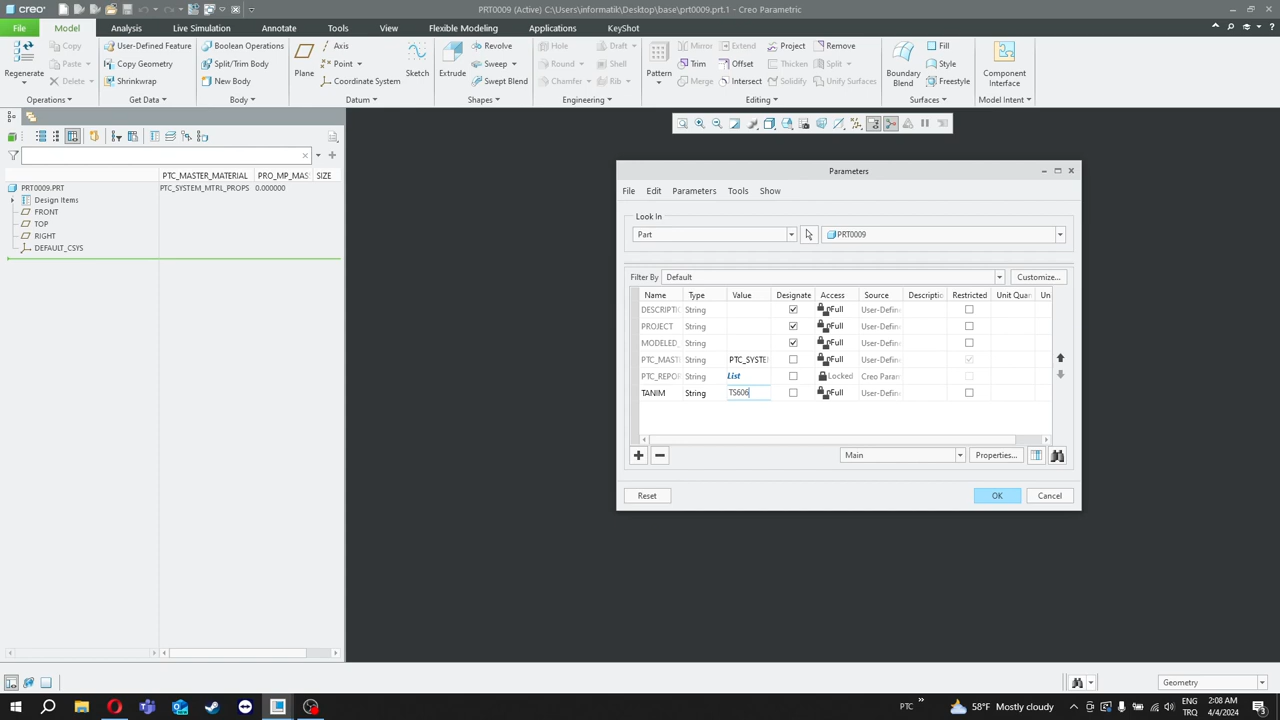 creo
PRT0009 (Active) C:\Users\informatik\Desktop\base\prt0009.prt.1 - Creo Parametric
File Model Analysis Live Simulation Annotate Tools View Flexible Modeling Applications KeyShot
Regenerate
Copy
Paste
Delete
User-Defined Feature
Copy Geometry
Shrinkwrap
Boolean Operations
Split/Trim Body
New Body
Plane
Axis
Point
Coordinate System
Sketch
Extrude
Revolve
Sweep
Swept Blend
Hole
Round
Chamfer
Draft
Shell
Rib
Pattern
Mirror Extend Project Remove
Trim Offset Thicken Split
Merge Intersect Solidify Unify Surfaces
Boundary
Blend
Fill
Style
Freestyle
Component
Interface
Operations Get Data Body Datum Shapes Engineering Editing Surfaces Model Intent
PTC_MASTER_MATERIAL PRO_MP_MAS SIZE
PRT0009.PRT PTC_SYSTEM_MTRL_PROPS 0.000000
Design Items
FRONT
TOP
RIGHT
DEFAULT_CSYS
Parameters
File Edit Parameters Tools Show
Look In
Part PRT0009
Filter By Default Customize...
Name Type Value Designate Access Source Descriptio Restricted Unit Quar Un
DESCRIPTI String Full User-Define
PROJECT String Full User-Define
MODELED_ String Full User-Define
PTC_MAST String PTC_SYSTE Full User-Define
PTC_REPOR String List Locked Creo Param
TANIM String TS606 Full User-Define
Main Properties...
Reset OK Cancel
Geometry
PTC 58°F Mostly cloudy ENG 2:08 AM
TRQ 4/4/2024